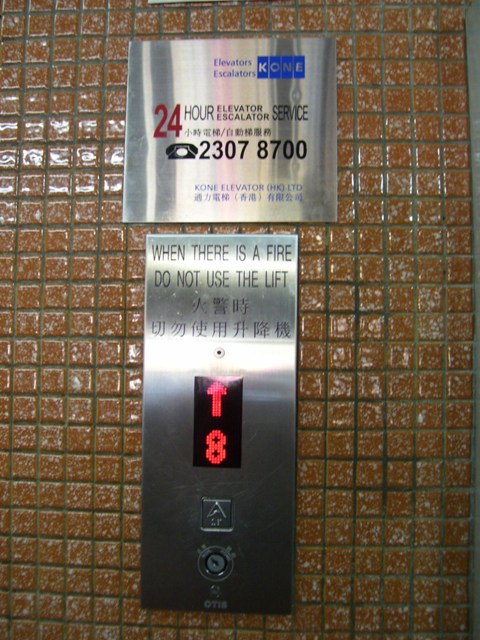 Elevators
Escalators KONE
24 HOUR ELEVATOR ESCALATOR SERVICE
小時電梯/自動梯服務
☎2307 8700
KONE ELEVATOR (HK) LTD
通力電梯（香港）有限公司
WHEN THERE IS A FIRE
DO NOT USE THE LIFT
火警時
切勿使用升降機
↑
8
OTIS